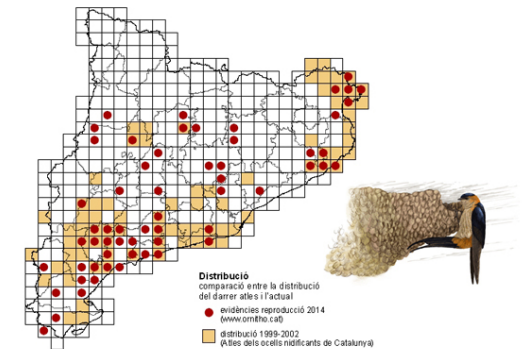 Distribució
comparació entre la distribució
del darrer atles i l'actual
evidències reproducció 2014
(www.ornitho.cat)
distribució 1999-2002
(Atles dels ocells nidificants de Catalunya)